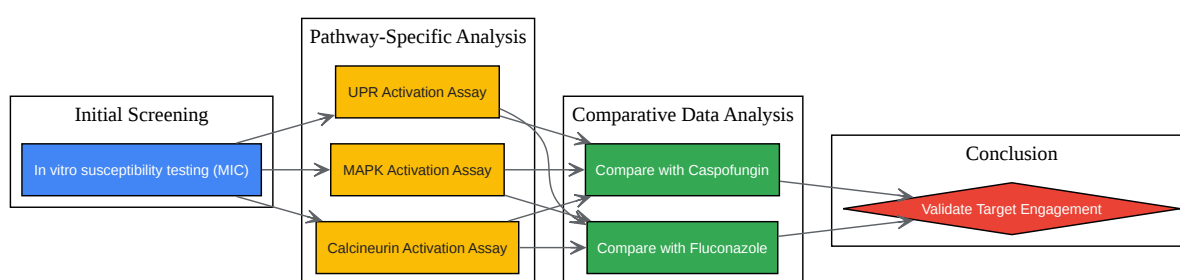 Initial Screening
In vitro susceptibility testing (MIC)
Pathway-Specific Analysis
UPR Activation Assay
MAPK Activation Assay
Calcineurin Activation Assay
Comparative Data Analysis
Compare with Caspofungin
Compare with Fluconazole
Conclusion
Validate Target Engagement